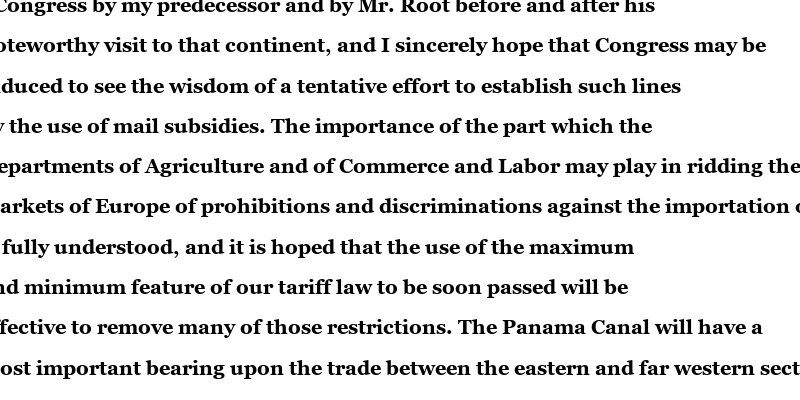 Congress by my predecessor and by Mr. Root before and after his
oteworthy visit to that continent, and I sincerely hope that Congress may be
duced to see the wisdom of a tentative effort to establish such lines
y the use of mail subsidies. The importance of the part which the
epartments of Agriculture and of Commerce and Labor may play in ridding the
arkets of Europe of prohibitions and discriminations against the importation o
fully understood, and it is hoped that the use of the maximum
nd minimum feature of our tariff law to be soon passed will be
ffective to remove many of those restrictions. The Panama Canal will have a
ost important bearing upon the trade between the eastern and far western sect